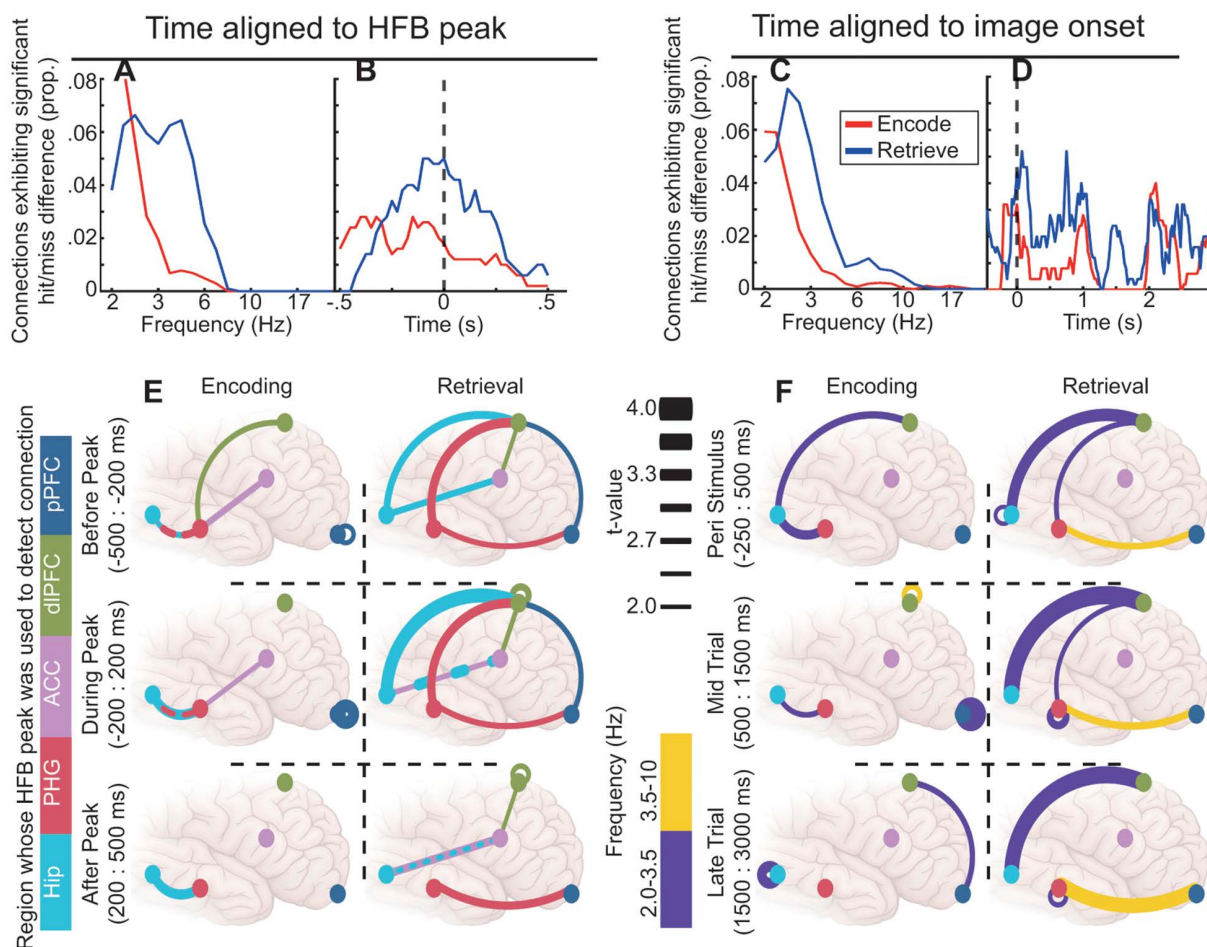 Time aligned to HFB peak
Time aligned to image onset
A
B
C
D
Connections exhibiting significant
hit/miss difference (prop.)
.08
.06
.04
.02
0
2
3
6
10
17
Frequency (Hz)
-.5
0
.5
Time (s)
Connections exhibiting significant
hit/miss difference (prop.)
.08
.06
.04
.02
0
2
3
6
10
17
Frequency (Hz)
Encode
Retrieve
0
1
2
Time (s)
E
Encoding
Retrieval
F
Encoding
Retrieval
Region whose HFB peak was used to detect connection
pPFC
dlPFC
ACC
PHG
Hip
Before Peak
(-500 : -200 ms)
During Peak
(-200 : 200 ms)
After Peak
(200 : 500 ms)
4.0
3.3
2.7
2.0
t-value
Frequency (Hz)
3.5-10
2.0-3.5
Peri Stimulus
(-250 : 500 ms)
Mid Trial
(500 : 1500 ms)
Late Trial
(1500 : 3000 ms)